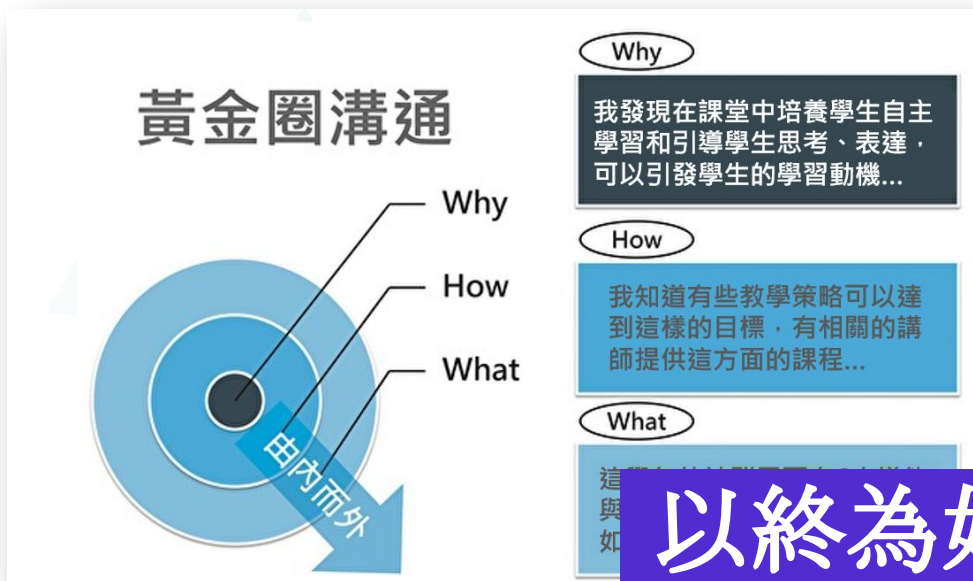 黃金圈溝通
Why
How
What
由內而外
Why
我發現在課堂中培養學生自主
學習和引導學生思考、表達，
可以引發學生的學習動機...
How
我知道有些教學策略可以達
到這樣的目標，有相關的講
師提供這方面的課程...
What
這
與
如
以終為始